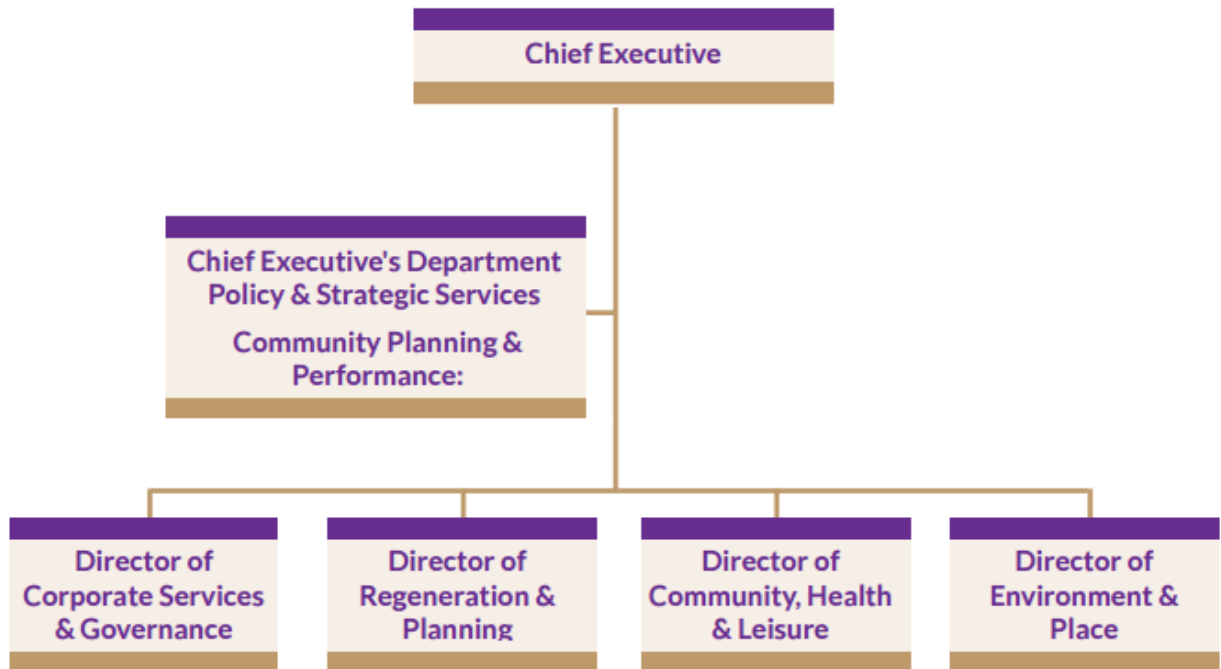 Chief Executive
Chief Executive's Department
Policy & Strategic Services
Community Planning &
Performance:
Director of
Corporate Services
& Governance
Director of
Regeneration &
Planning
Director of
Community, Health
& Leisure
Director of
Environment &
Place